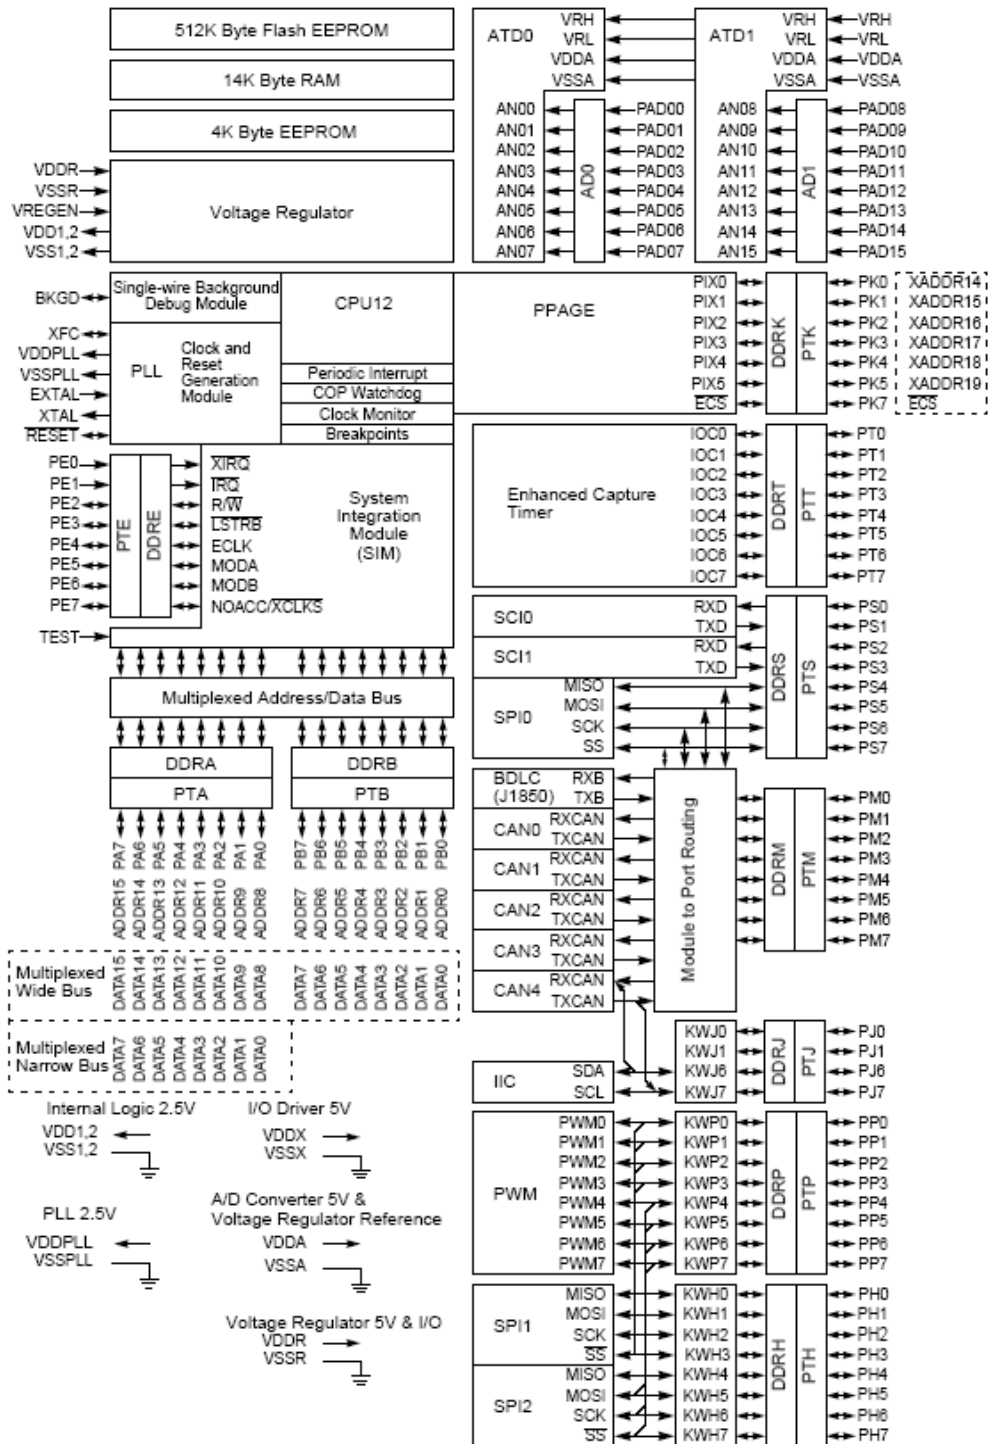 512K Byte Flash EEPROM
14K Byte RAM
4K Byte EEPROM
VDDR
VSSR
VREGEN
VDD1,2
VSS1,2
Voltage Regulator
ATD0
VRH
VRL
VDDA
VSSA
AN00
AN01
AN02
AN03
AN04
AN05
AN06
AN07
AD0
PAD00
PAD01
PAD02
PAD03
PAD04
PAD05
PAD06
PAD07
ATD1
VRH
VRL
VDDA
VSSA
VRH
VRL
VDDA
VSSA
AN08
AN09
AN10
AN11
AN12
AN13
AN14
AN15
AD1
PAD08
PAD09
PAD10
PAD11
PAD12
PAD13
PAD14
PAD15
BKGD
XFC
VDDPLL
VSSPLL
EXTAL
XTAL
RESET
Single-wire Background
Debug Module
PLL
Clock and
Reset
Generation
Module
CPU12
Periodic Interrupt
COP Watchdog
Clock Monitor
Breakpoints
PPAGE
PIX0
PIX1
PIX2
PIX3
PIX4
PIX5
ECS
DDRK
PTK
PK0 XADDR14
PK1 XADDR15
PK2 XADDR16
PK3 XADDR17
PK4 XADDR18
PK5 XADDR19
PK7 ECS
PE0
PE1
PE2
PE3
PE4
PE5
PE6
PE7
TEST
PTE
DDRE
XIRQ
IRQ
R/W
LSTRB
ECLK
MODA
MODB
NOACC/XCLKS
System
Integration
Module
(SIM)
Enhanced Capture
Timer
IOC0
IOC1
IOC2
IOC3
IOC4
IOC5
IOC6
IOC7
DDRT
PTT
PT0
PT1
PT2
PT3
PT4
PT5
PT6
PT7
SCI0
RXD
TXD
SCI1
RXD
TXD
SPI0
MISO
MOSI
SCK
SS
DDRS
PTS
PS0
PS1
PS2
PS3
PS4
PS5
PS6
PS7
Multiplexed Address/Data Bus
DDRA
PTA
DDRB
PTB
PA7
PA6
PA5
PA4
PA3
PA2
PA1
PA0
PB7
PB6
PB5
PB4
PB3
PB2
PB1
PB0
ADDR15
ADDR14
ADDR13
ADDR12
ADDR11
ADDR10
ADDR9
ADDR8
ADDR7
ADDR6
ADDR5
ADDR4
ADDR3
ADDR2
ADDR1
ADDR0
Multiplexed
Wide Bus
DATA15
DATA14
DATA13
DATA12
DATA11
DATA10
DATA9
DATA8
DATA7
DATA6
DATA5
DATA4
DATA3
DATA2
DATA1
DATA0
Multiplexed
Narrow Bus
DATA7
DATA6
DATA5
DATA4
DATA3
DATA2
DATA1
DATA0
BDLC
(J1850)
RXB
TXB
CAN0
RXCAN
TXCAN
CAN1
RXCAN
TXCAN
CAN2
RXCAN
TXCAN
CAN3
RXCAN
TXCAN
CAN4
RXCAN
TXCAN
Module to Port Routing
DDRM
PTM
PM0
PM1
PM2
PM3
PM4
PM5
PM6
PM7
IIC
SDA
SCL
KWJ0
KWJ1
KWJ6
KWJ7
DDRJ
PTJ
PJ0
PJ1
PJ6
PJ7
Internal Logic 2.5V
VDD1,2
VSS1,2
I/O Driver 5V
VDDX
VSSX
PLL 2.5V
VDDPLL
VSSPLL
A/D Converter 5V &
Voltage Regulator Reference
VDDA
VSSA
Voltage Regulator 5V & I/O
VDDR
VSSR
PWM
PWM0
PWM1
PWM2
PWM3
PWM4
PWM5
PWM6
PWM7
KWP0
KWP1
KWP2
KWP3
KWP4
KWP5
KWP6
KWP7
DDRP
PTP
PP0
PP1
PP2
PP3
PP4
PP5
PP6
PP7
SPI1
MISO
MOSI
SCK
SS
SPI2
MISO
MOSI
SCK
SS
KWH0
KWH1
KWH2
KWH3
KWH4
KWH5
KWH6
KWH7
DDRH
PTH
PH0
PH1
PH2
PH3
PH4
PH5
PH6
PH7